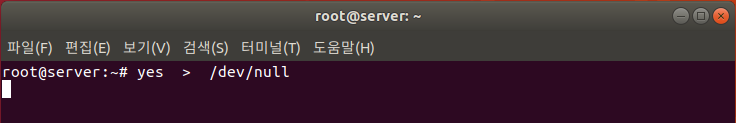 root@server: ~
파일(F) 편집(E) 보기(V) 검색(S) 터미널(T) 도움말(H)
root@server:~# yes  >  /dev/null